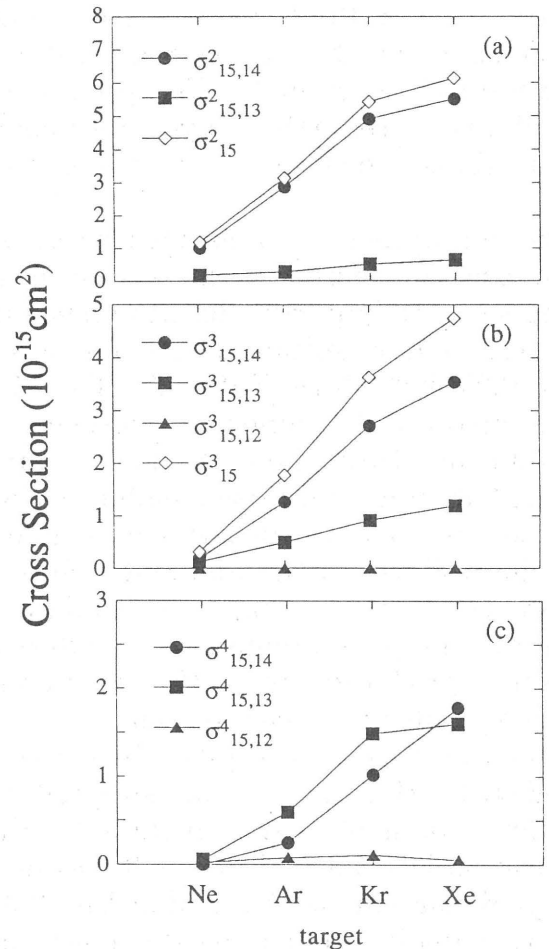 Cross Section (10⁻¹⁵cm²)
8
7
6
5
4
3
2
1
0
(a)
σ²₁₅,₁₄
σ²₁₅,₁₃
σ²₁₅
5
4
3
2
1
0
(b)
σ³₁₅,₁₄
σ³₁₅,₁₃
σ³₁₅,₁₂
σ³₁₅
3
2
1
0
(c)
σ⁴₁₅,₁₄
σ⁴₁₅,₁₃
σ⁴₁₅,₁₂
Ne Ar Kr Xe
target